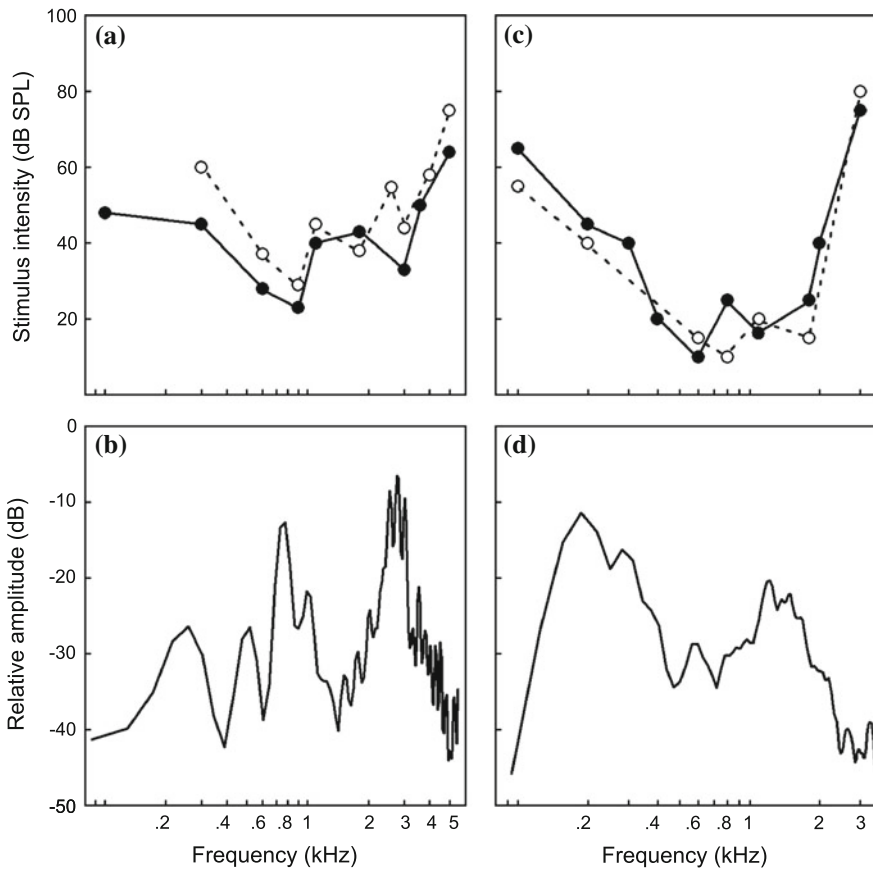 100
80
60
40
20
Stimulus intensity (dB SPL)
(a)
(c)
0
-10
-20
-30
-40
-50
Relative amplitude (dB)
(b)
(d)
.2 .4 .6 .8 1 2 3 4 5
.2 .4 .6 .8 1 2 3
Frequency (kHz)
Frequency (kHz)